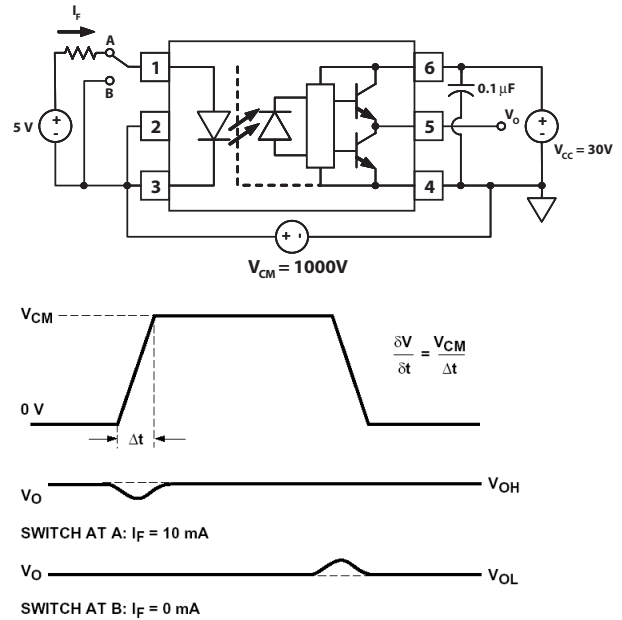 I_F
A
B
1
2
3
4
5
6
5 V
+
-
0.1 µF
V_O
+
-
V_CC = 30V
+ -
V_CM = 1000V
V_CM
0 V
Δt
δV/δt = V_CM/Δt
V_O
V_OH
SWITCH AT A: I_F = 10 mA
V_O
V_OL
SWITCH AT B: I_F = 0 mA